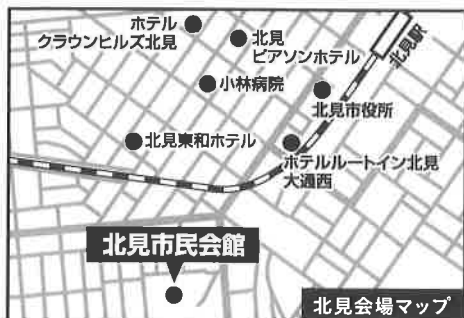 ホテル
クラウンヒルズ北見
北見
ピアソンホテル
北見駅
小林病院
北見市役所
北見東和ホテル
ホテルルートイン北見
大通西
北見市民会館
北見会場マップ